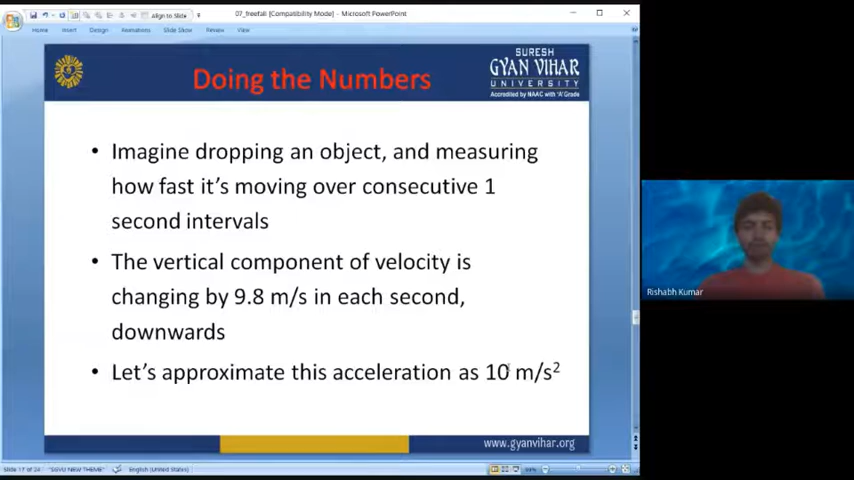 07_freefall [Compatibility Mode] - Microsoft PowerPoint
Align to Slide
Home Insert Design Animations Slide Show Review View
Doing the Numbers
SURESH
GYAN VIHAR
UNIVERSITY
Accredited by NAAC with 'A' Grade
• Imagine dropping an object, and measuring
how fast it's moving over consecutive 1
second intervals
• The vertical component of velocity is
changing by 9.8 m/s in each second,
downwards
• Let's approximate this acceleration as 10 m/s²
www.gyanvihar.org
Rishabh Kumar
Slide 17 of 24 "SGVU NEW THEME" English (United States)